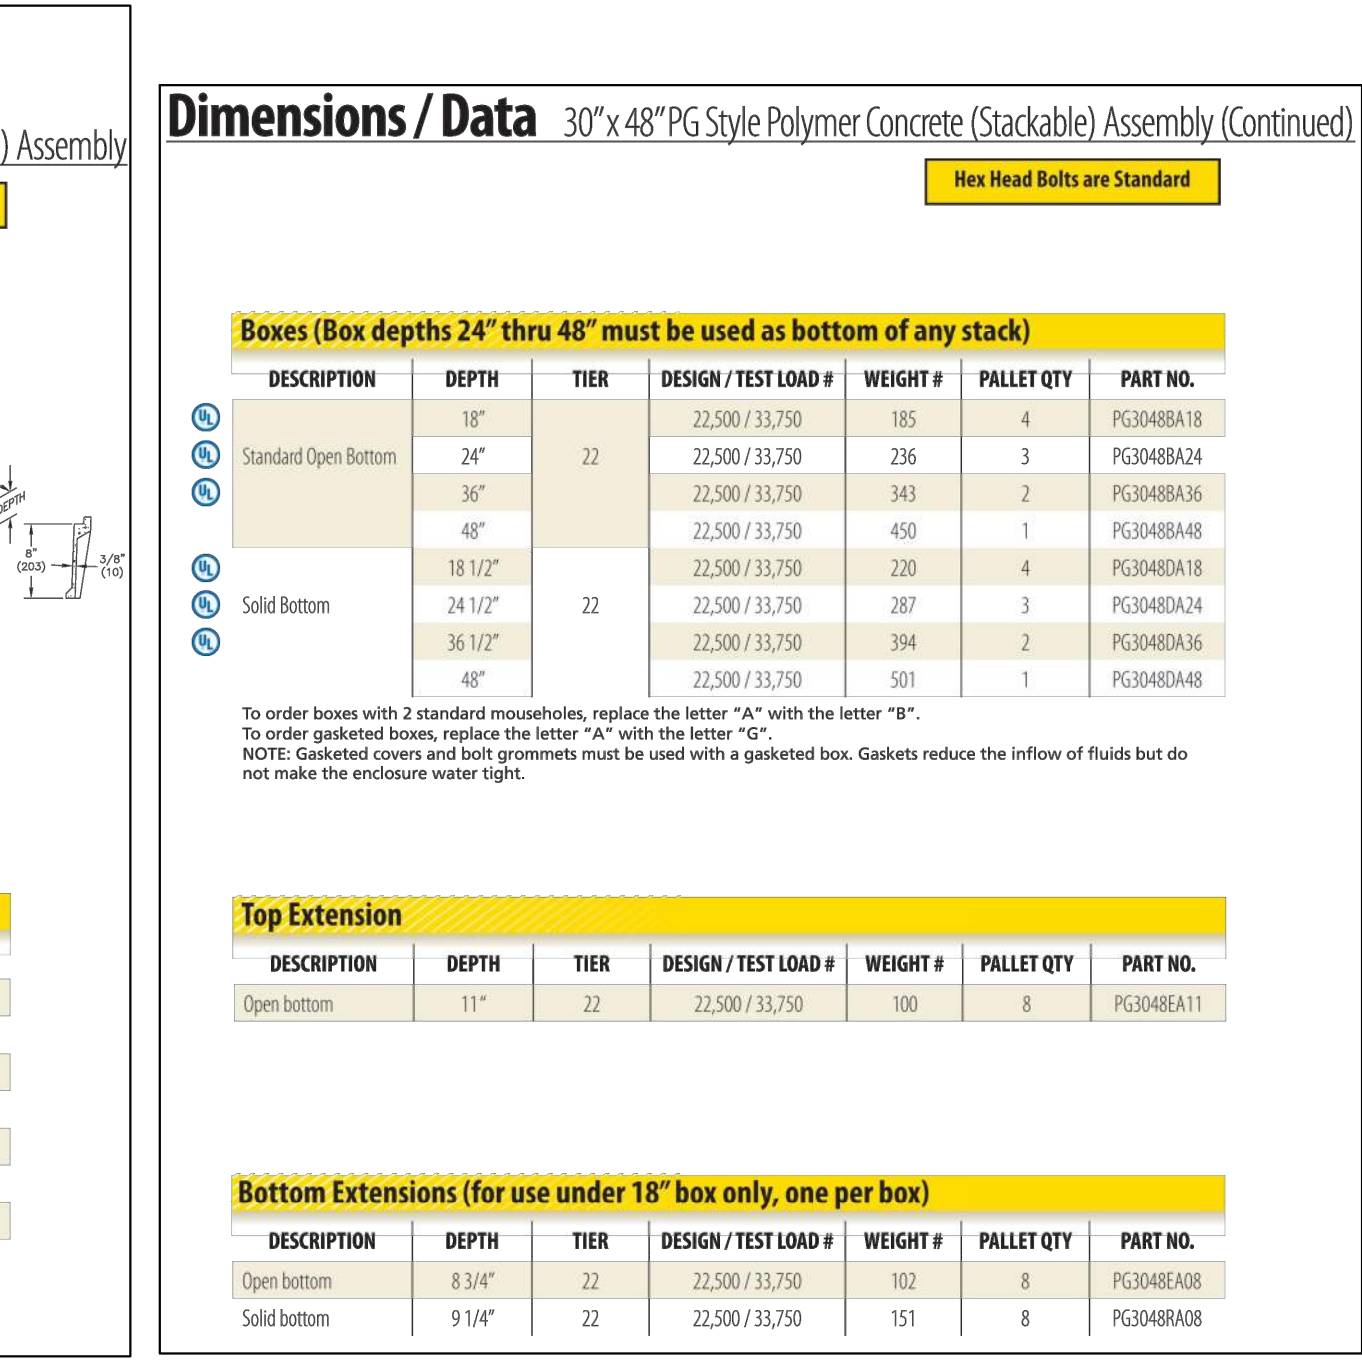 ) Assembly
DEPTH
8"
(203)
3/8"
(10)
Dimensions / Data 30" x 48" PG Style Polymer Concrete (Stackable) Assembly (Continued)
Hex Head Bolts are Standard
Boxes (Box depths 24" thru 48" must be used as bottom of any stack)
DESCRIPTION DEPTH TIER DESIGN / TEST LOAD # WEIGHT # PALLET QTY PART NO.
UL 18" 22,500 / 33,750 185 4 PG3048BA18
UL Standard Open Bottom 24" 22 22,500 / 33,750 236 3 PG3048BA24
UL 36" 22,500 / 33,750 343 2 PG3048BA36
48" 22,500 / 33,750 450 1 PG3048BA48
UL 18 1/2" 22,500 / 33,750 220 4 PG3048DA18
UL Solid Bottom 24 1/2" 22 22,500 / 33,750 287 3 PG3048DA24
UL 36 1/2" 22,500 / 33,750 394 2 PG3048DA36
48" 22,500 / 33,750 501 1 PG3048DA48
To order boxes with 2 standard mouseholes, replace the letter "A" with the letter "B".
To order gasketed boxes, replace the letter "A" with the letter "G".
NOTE: Gasketed covers and bolt grommets must be used with a gasketed box. Gaskets reduce the inflow of fluids but do
not make the enclosure water tight.
Top Extension
DESCRIPTION DEPTH TIER DESIGN / TEST LOAD # WEIGHT # PALLET QTY PART NO.
Open bottom 11" 22 22,500 / 33,750 100 8 PG3048EA11
Bottom Extensions (for use under 18" box only, one per box)
DESCRIPTION DEPTH TIER DESIGN / TEST LOAD # WEIGHT # PALLET QTY PART NO.
Open bottom 8 3/4" 22 22,500 / 33,750 102 8 PG3048EA08
Solid bottom 9 1/4" 22 22,500 / 33,750 151 8 PG3048RA08